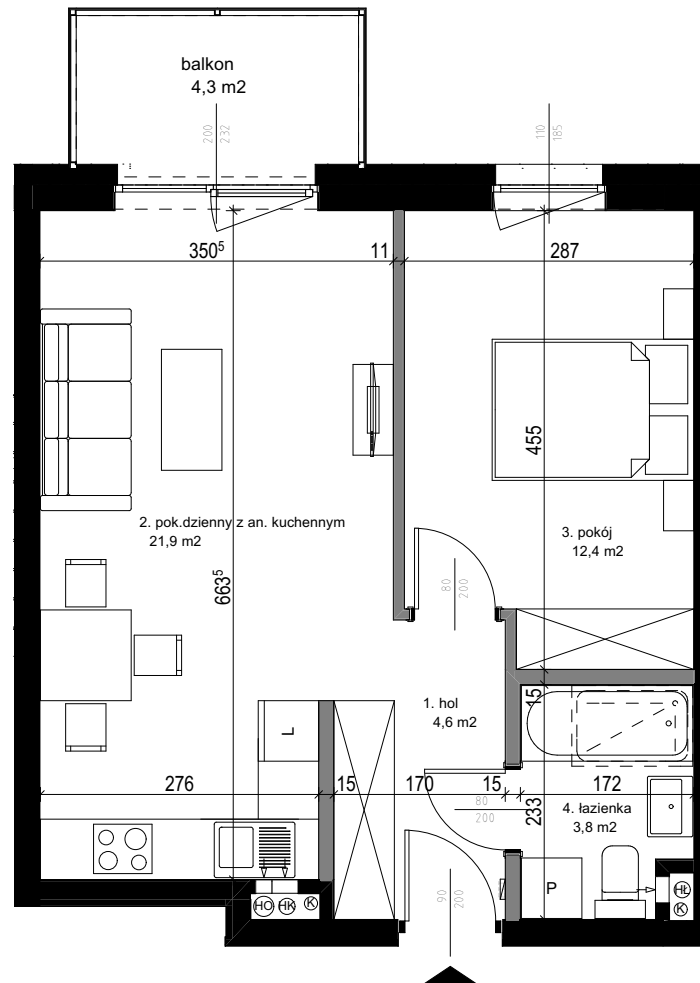 balkon
4,3 m2
200
232
110
185
350⁵
11
287
455
2. pok.dzienny z an. kuchennym
21,9 m2
3. pokój
12,4 m2
663⁵
80
200
1. hol
4,6 m2
15
L
276
15
170
15
172
80
200
233
4. łazienka
3,8 m2
90
200
P
HO
HK
K
HŁ
K